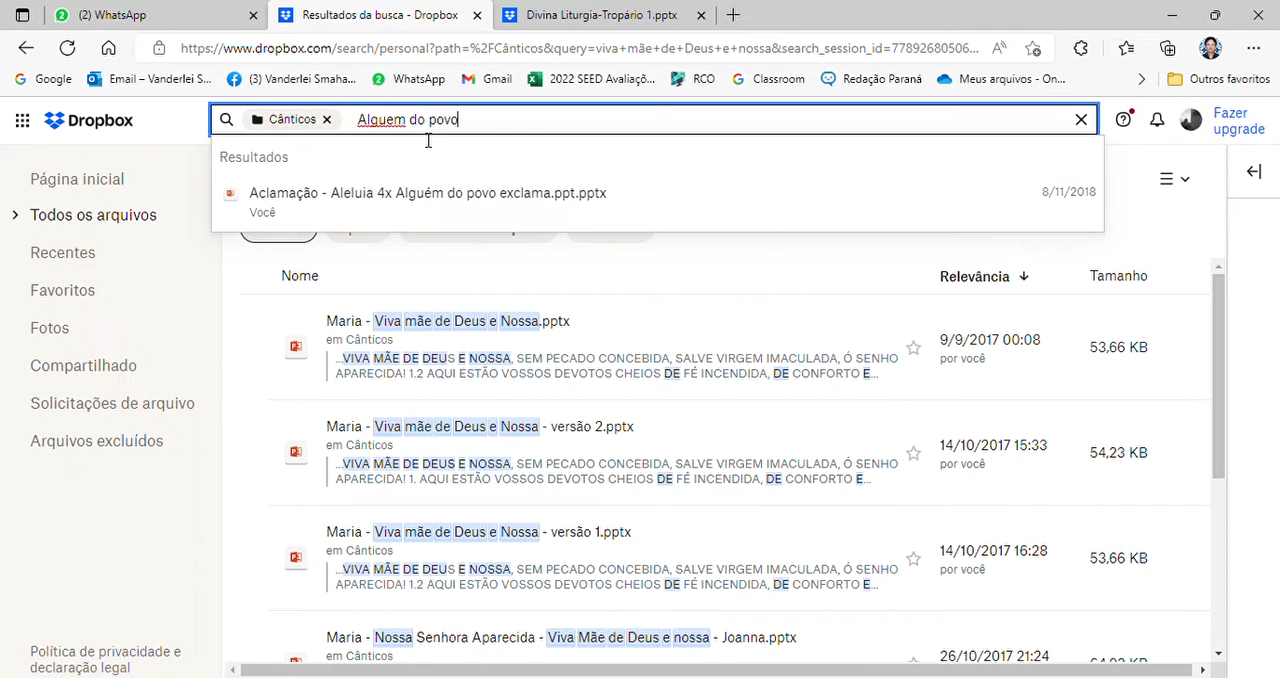 (2) WhatsApp
Resultados da busca - Dropbox
Divina Liturgia-Tropário 1.pptx
https://www.dropbox.com/search/personal?path=%2FCânticos&query=viva+mãe+de+Deus+e+nossa&search_session_id=77892680506...
Google
Email – Vanderlei S...
(3) Vanderlei Smaha...
WhatsApp
Gmail
2022 SEED Avaliaçõ...
RCO
Classroom
Redação Paraná
Meus arquivos - On...
Outros favoritos
Dropbox
Cânticos
Alguem do povo
Fazer
upgrade
Resultados
Aclamação - Aleluia 4x Alguém do povo exclama.ppt.pptx
8/11/2018
Você
Página inicial
Todos os arquivos
Recentes
Favoritos
Fotos
Compartilhado
Solicitações de arquivo
Arquivos excluídos
Política de privacidade e
declaração legal
Nome
Relevância
Tamanho
Maria - Viva mãe de Deus e Nossa.pptx
em Cânticos
...VIVA MÃE DE DEUS E NOSSA, SEM PECADO CONCEBIDA, SALVE VIRGEM IMACULADA, Ó SENHO
APARECIDA! 1.2 AQUI ESTÃO VOSSOS DEVOTOS CHEIOS DE FÉ INCENDIDA, DE CONFORTO E...
9/9/2017 00:08
por você
53,66 KB
Maria - Viva mãe de Deus e Nossa - versão 2.pptx
em Cânticos
...VIVA MÃE DE DEUS E NOSSA, SEM PECADO CONCEBIDA, SALVE VIRGEM IMACULADA, Ó SENHO
APARECIDA! 1. AQUI ESTÃO VOSSOS DEVOTOS CHEIOS DE FÉ INCENDIDA, DE CONFORTO E...
14/10/2017 15:33
por você
54,23 KB
Maria - Viva mãe de Deus e Nossa - versão 1.pptx
em Cânticos
...VIVA MÃE DE DEUS E NOSSA, SEM PECADO CONCEBIDA, SALVE VIRGEM IMACULADA, Ó SENHO
APARECIDA! 1.2 AQUI ESTÃO VOSSOS DEVOTOS CHEIOS DE FÉ INCENDIDA, DE CONFORTO E...
14/10/2017 16:28
por você
53,66 KB
Maria - Nossa Senhora Aparecida - Viva Mãe de Deus e nossa - Joanna.pptx
em Cânticos
26/10/2017 21:24